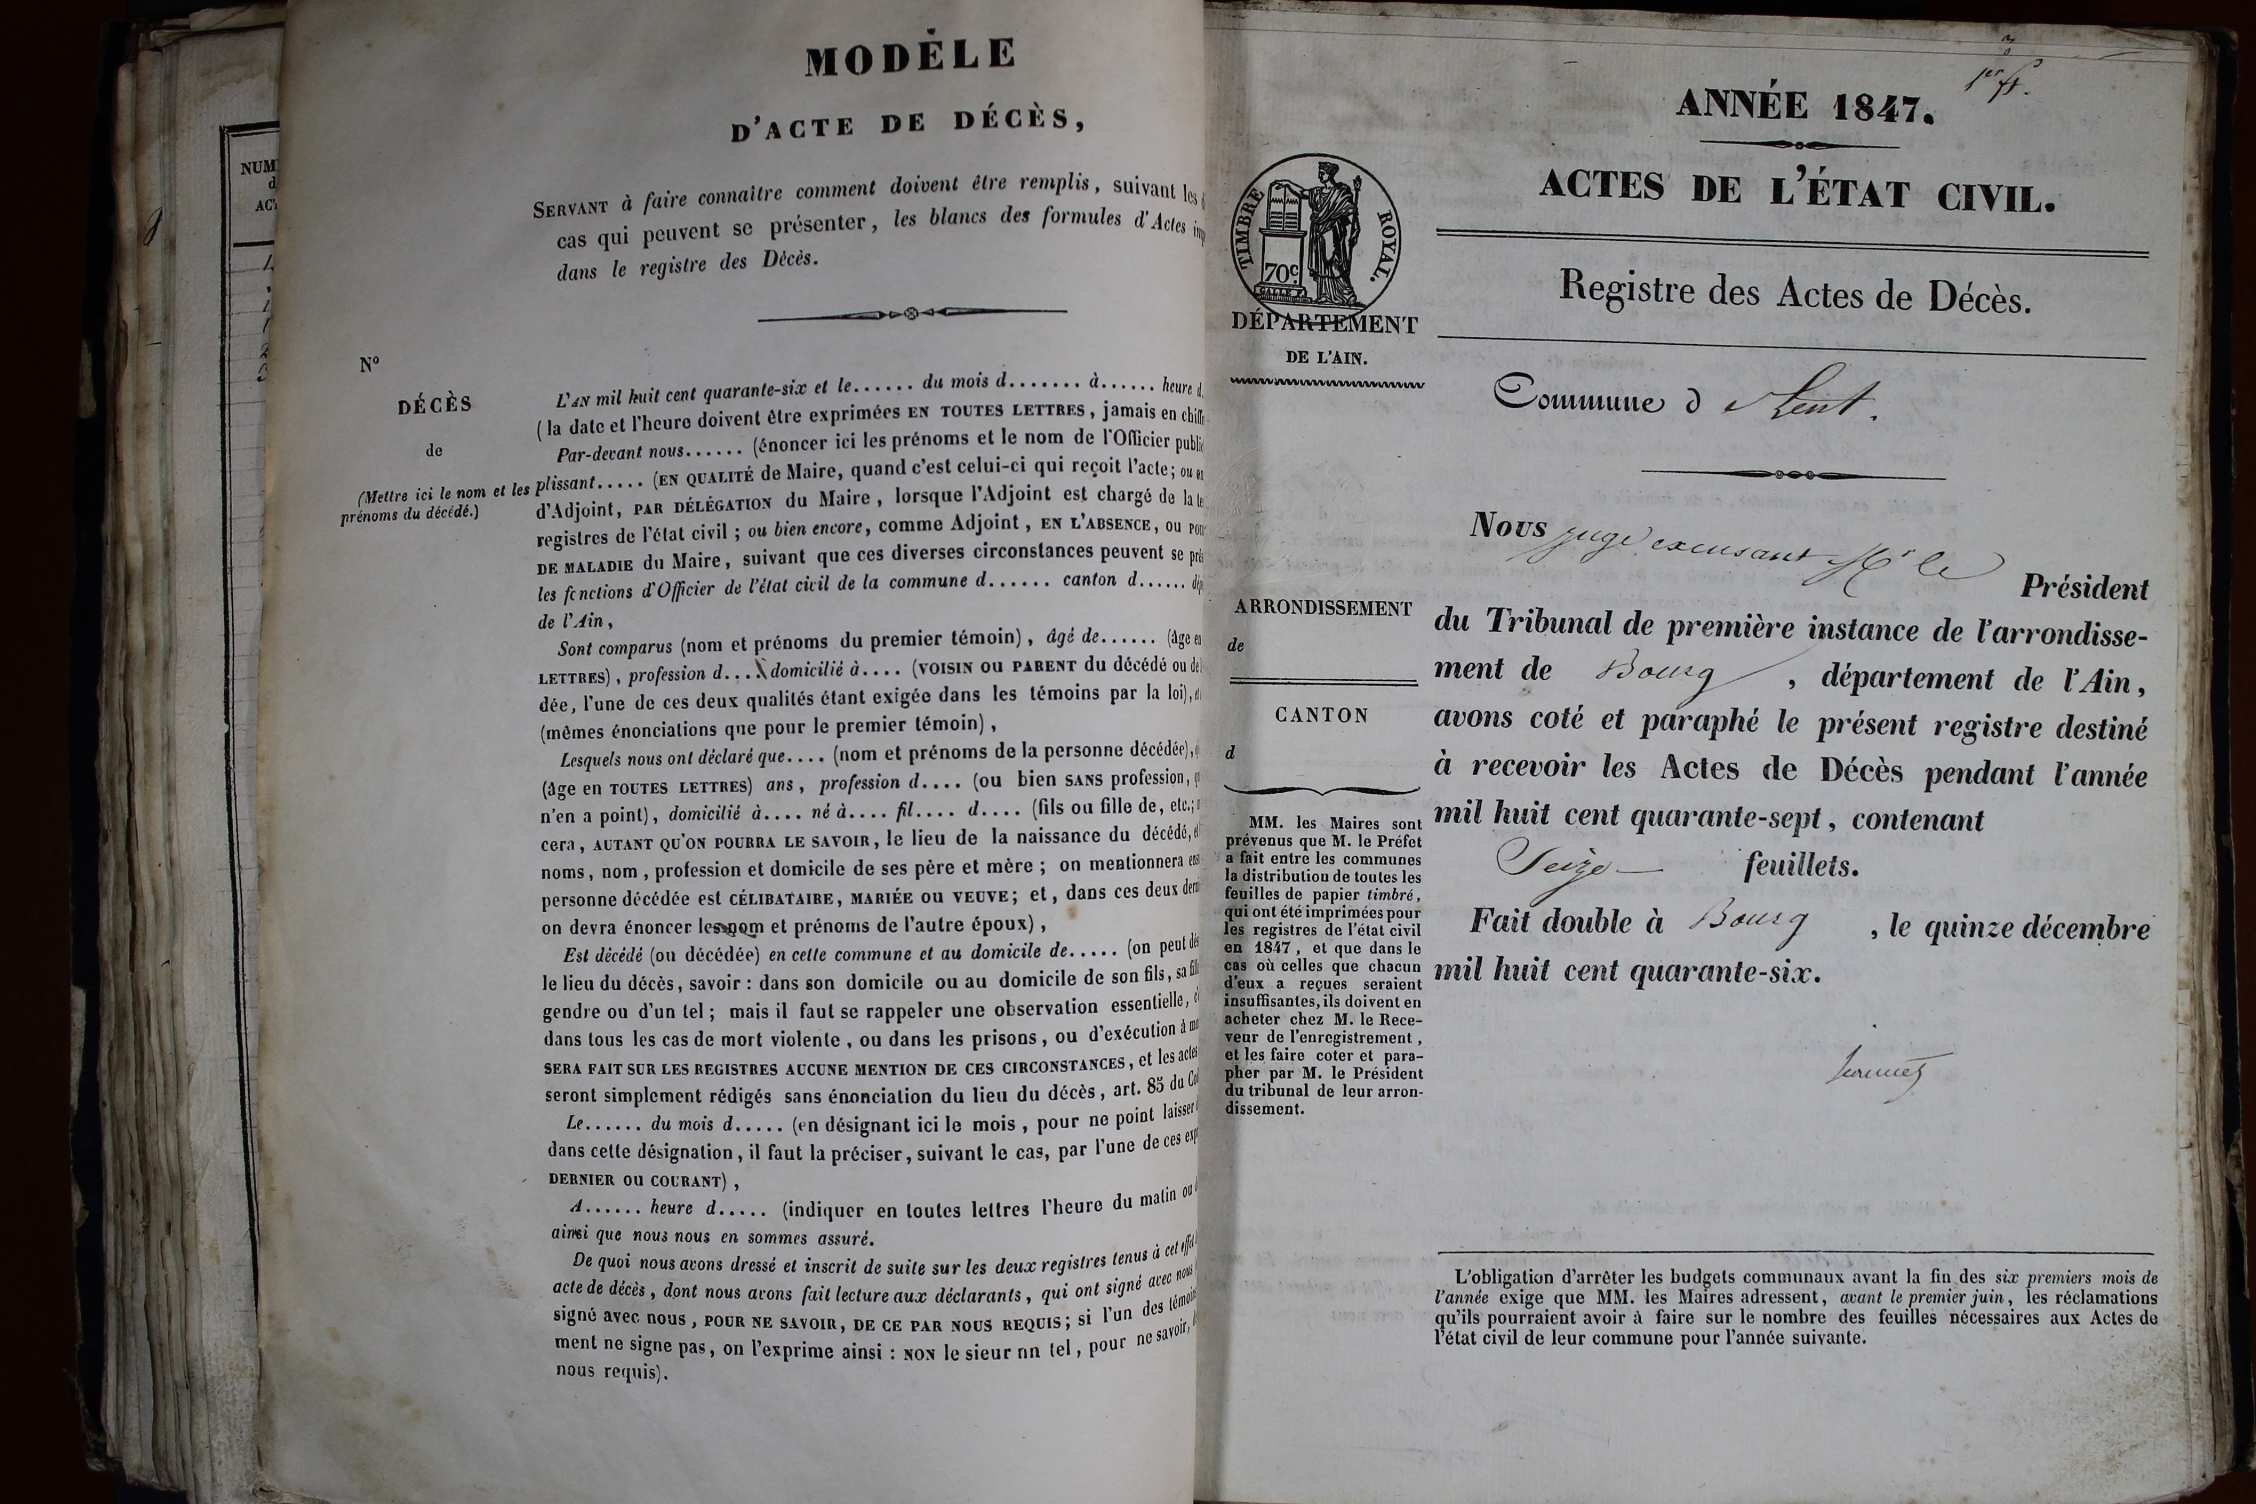 NUM
d
AC
MODÈLE
D'ACTE DE DÉCÈS,
SERVANT à faire connaître comment doivent être remplis, suivant les
cas qui peuvent se présenter, les blancs des formules d'Actes imp
dans le registre des Décès.
N°
DÉCÈS
de
(Mettre ici le nom et les
prénoms du décédé.)
L'AN mil huit cent quarante-six et le...... du mois d....... à...... heure d.
(la date et l'heure doivent être exprimées EN TOUTES LETTRES, jamais en chiffr
Par-devant nous...... (énoncer ici les prénoms et le nom de l'Officier public
plissant..... (EN QUALITÉ de Maire, quand c'est celui-ci qui reçoit l'acte; ou en
d'Adjoint, PAR DÉLÉGATION du Maire, lorsque l'Adjoint est chargé de la te
registres de l'état civil; ou bien encore, comme Adjoint, EN L'ABSENCE, ou POUR
DE MALADIE du Maire, suivant que ces diverses circonstances peuvent se pré
les fonctions d'Officier de l'état civil de la commune d...... canton d...... dép
de l'Ain,
Sont comparus (nom et prénoms du premier témoin), âgé de...... (âge en
LETTRES), profession d.... domicilié à.... (VOISIN OU PARENT du décédé ou de
dée, l'une de ces deux qualités étant exigée dans les témoins par la loi), et
(mêmes énonciations que pour le premier témoin),
Lesquels nous ont déclaré que.... (nom et prénoms de la personne décédée),
(âge en TOUTES LETTRES) ans, profession d.... (ou bien SANS profession, q
n'en a point), domicilié à.... né à.... fil.... d.... (fils ou fille de, etc.;
cera, AUTANT QU'ON POURRA LE SAVOIR, le lieu de la naissance du décédé, et
noms, nom, profession et domicile de ses père et mère; on mentionnera ens
personne décédée est CÉLIBATAIRE, MARIÉE OU VEUVE; et, dans ces deux derni
on devra énoncer les nom et prénoms de l'autre époux),
Est décédé (ou décédée) en cette commune et au domicile de..... (on peut dés
le lieu du décès, savoir: dans son domicile ou au domicile de son fils, sa fill
gendre ou d'un tel; mais il faut se rappeler une observation essentielle, c
dans tous les cas de mort violente, ou dans les prisons, ou d'exécution à mo
SERA FAIT SUR LES REGISTRES AUCUNE MENTION DE CES CIRCONSTANCES, et les actes
seront simplement rédigés sans énonciation du lieu du décès, art. 85 du Cod
Le...... du mois d..... (en désignant ici le mois, pour ne point laisser
dans cette désignation, il faut la préciser, suivant le cas, par l'une de ces exp
DERNIER OU COURANT),
A...... heure d..... (indiquer en toutes lettres l'heure du matin ou
ainsi que nous nous en sommes assuré.
De quoi nous avons dressé et inscrit de suite sur les deux registres tenus à cet effet
acte de décès, dont nous avons fait lecture aux déclarants, qui ont signé avec nous
signé avec nous, POUR NE SAVOIR, DE CE PAR NOUS REQUIS; si l'un des témoins
ment ne signe pas, on l'exprime ainsi: NON le sieur un tel, pour ne savoir,
nous requis).
1er ft.
ANNÉE 1847.
ACTES DE L'ÉTAT CIVIL.
Registre des Actes de Décès.
TIMBRE ROYAL.
70c
DÉPARTEMENT
DE L'AIN.
Commune d Lent.
ARRONDISSEMENT
de
CANTON
d
MM. les Maires sont
prévenus que M. le Préfet
a fait entre les communes
la distribution de toutes les
feuilles de papier timbré,
qui ont été imprimées pour
les registres de l'état civil
en 1847, et que dans le
cas où celles que chacun
d'eux a reçues seraient
insuffisantes, ils doivent en
acheter chez M. le Rece-
veur de l'enregistrement,
et les faire coter et para-
pher par M. le Président
du tribunal de leur arron-
dissement.
Nous juge excusant Mr le
Président
du Tribunal de première instance de l'arrondisse-
ment de Bourg, département de l'Ain,
avons coté et paraphé le présent registre destiné
à recevoir les Actes de Décès pendant l'année
mil huit cent quarante-sept, contenant
Seize feuillets.
Fait double à Bourg, le quinze décembre
mil huit cent quarante-six.
L'obligation d'arrêter les budgets communaux avant la fin des six premiers mois de
l'année exige que MM. les Maires adressent, avant le premier juin, les réclamations
qu'ils pourraient avoir à faire sur le nombre des feuilles nécessaires aux Actes de
l'état civil de leur commune pour l'année suivante.